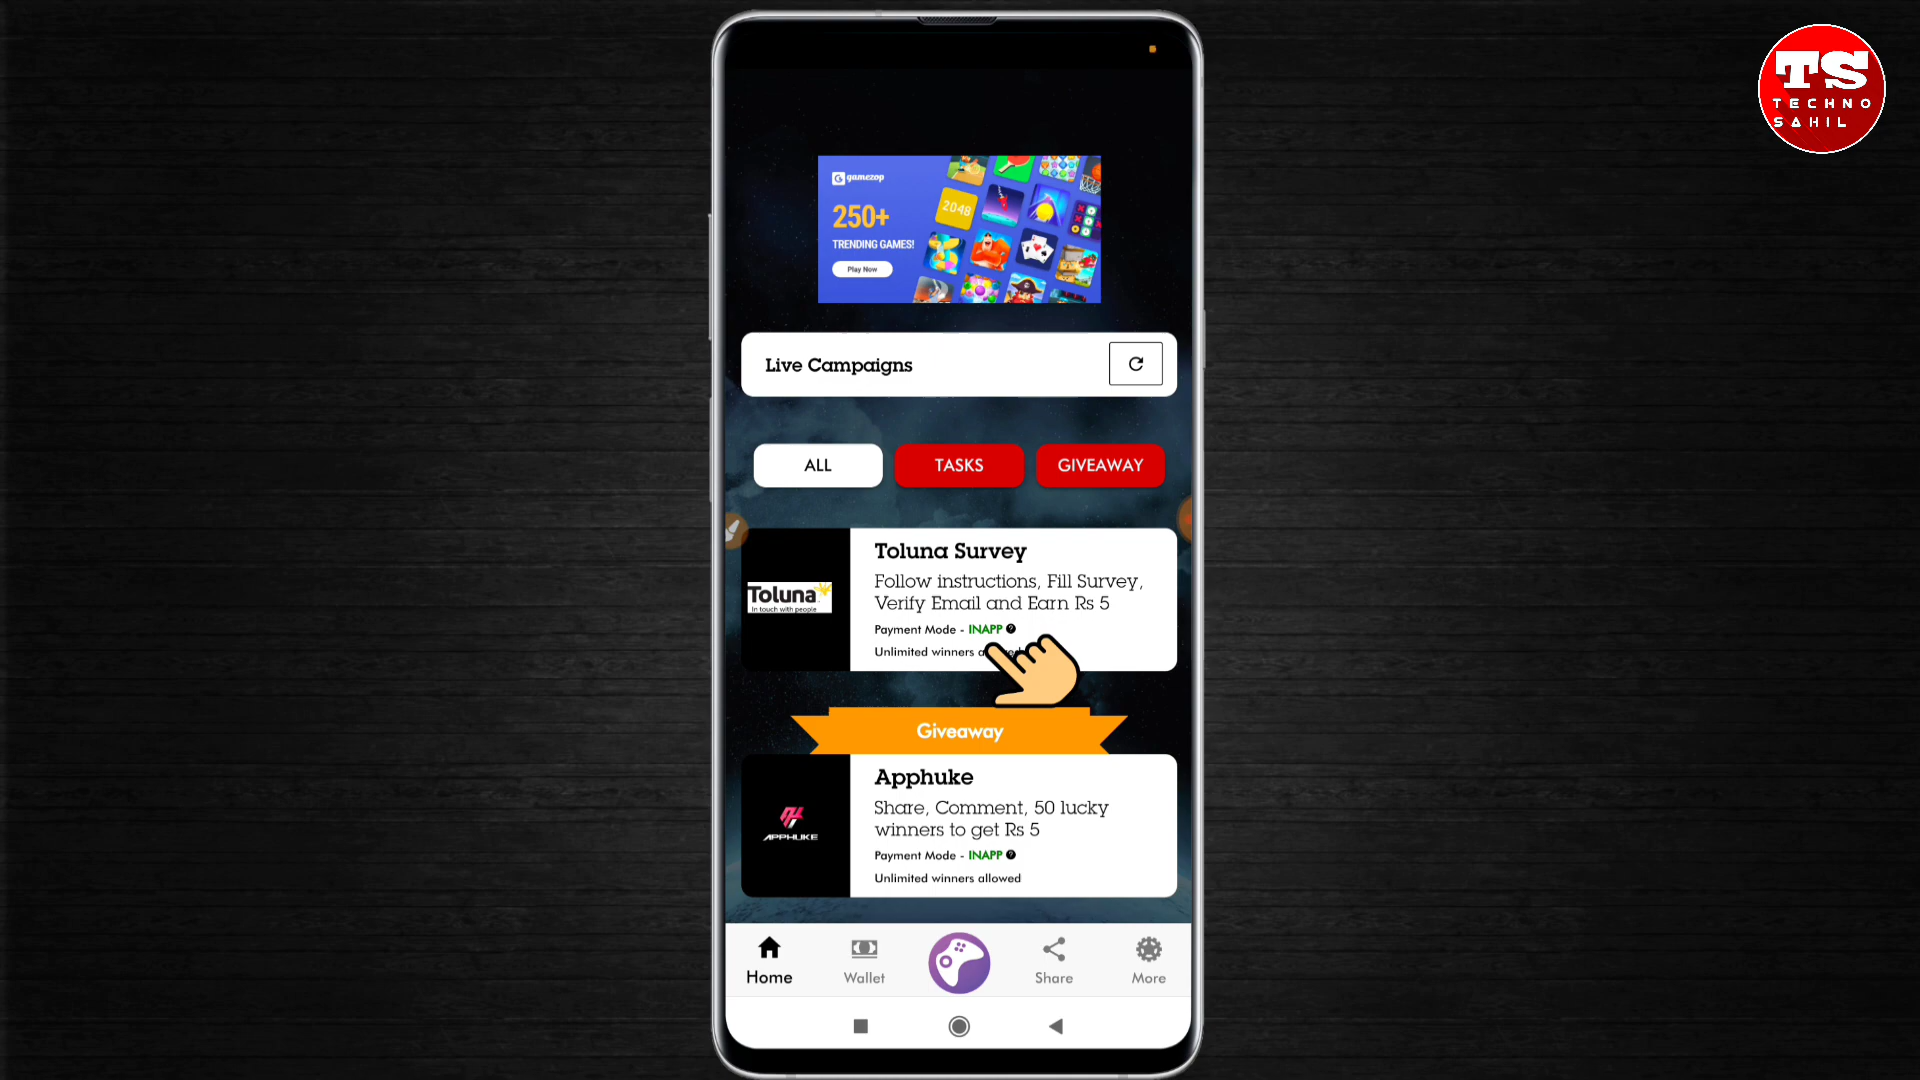 TS
TECHNO
SAHIL
gamezop
250+
TRENDING GAMES!
Play Now
2048
Live Campaigns
ALL
TASKS
GIVEAWAY
Toluna
In touch with people
Toluna Survey
Follow instructions, Fill Survey,
Verify Email and Earn Rs 5
Payment Mode - INAPP
Unlimited winners
Giveaway
APPHUKE
Apphuke
Share, Comment, 50 lucky
winners to get Rs 5
Payment Mode - INAPP
Unlimited winners allowed
Home
Wallet
Share
More